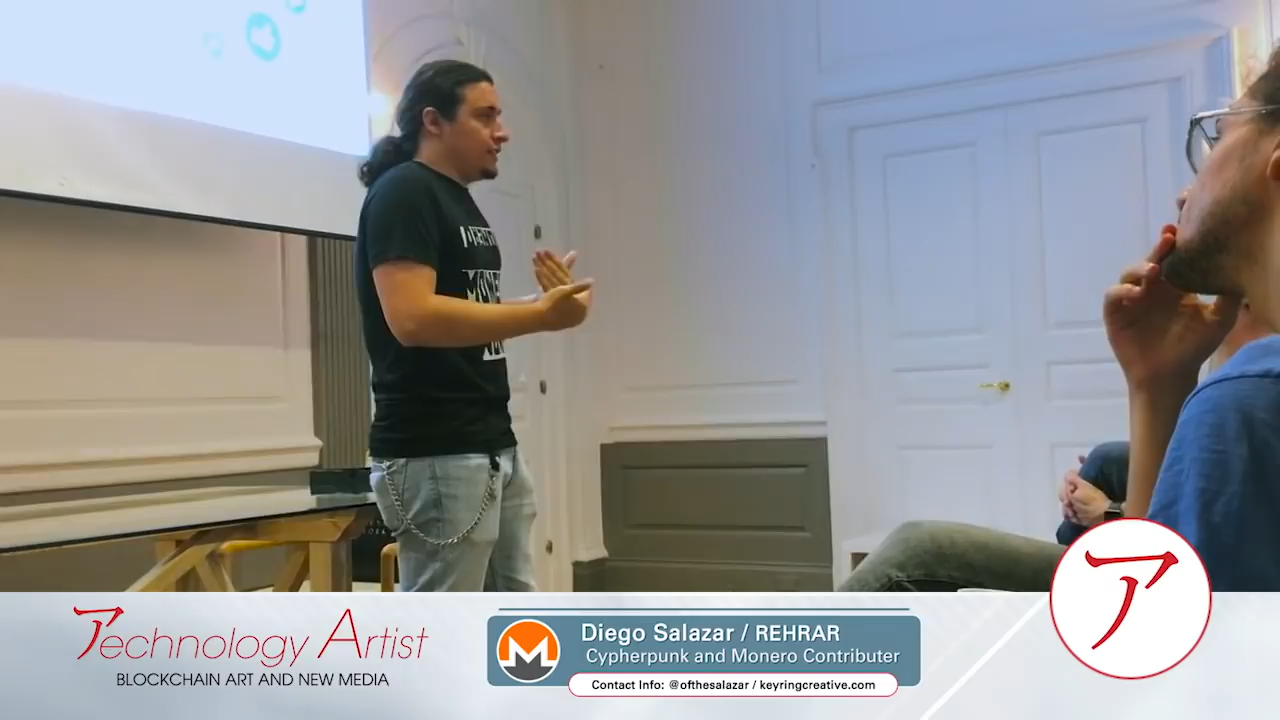 Technology Artist
BLOCKCHAIN ART AND NEW MEDIA
Diego Salazar / REHRAR
Cypherpunk and Monero Contributer
Contact Info: @ofthesalazar / keyringcreative.com